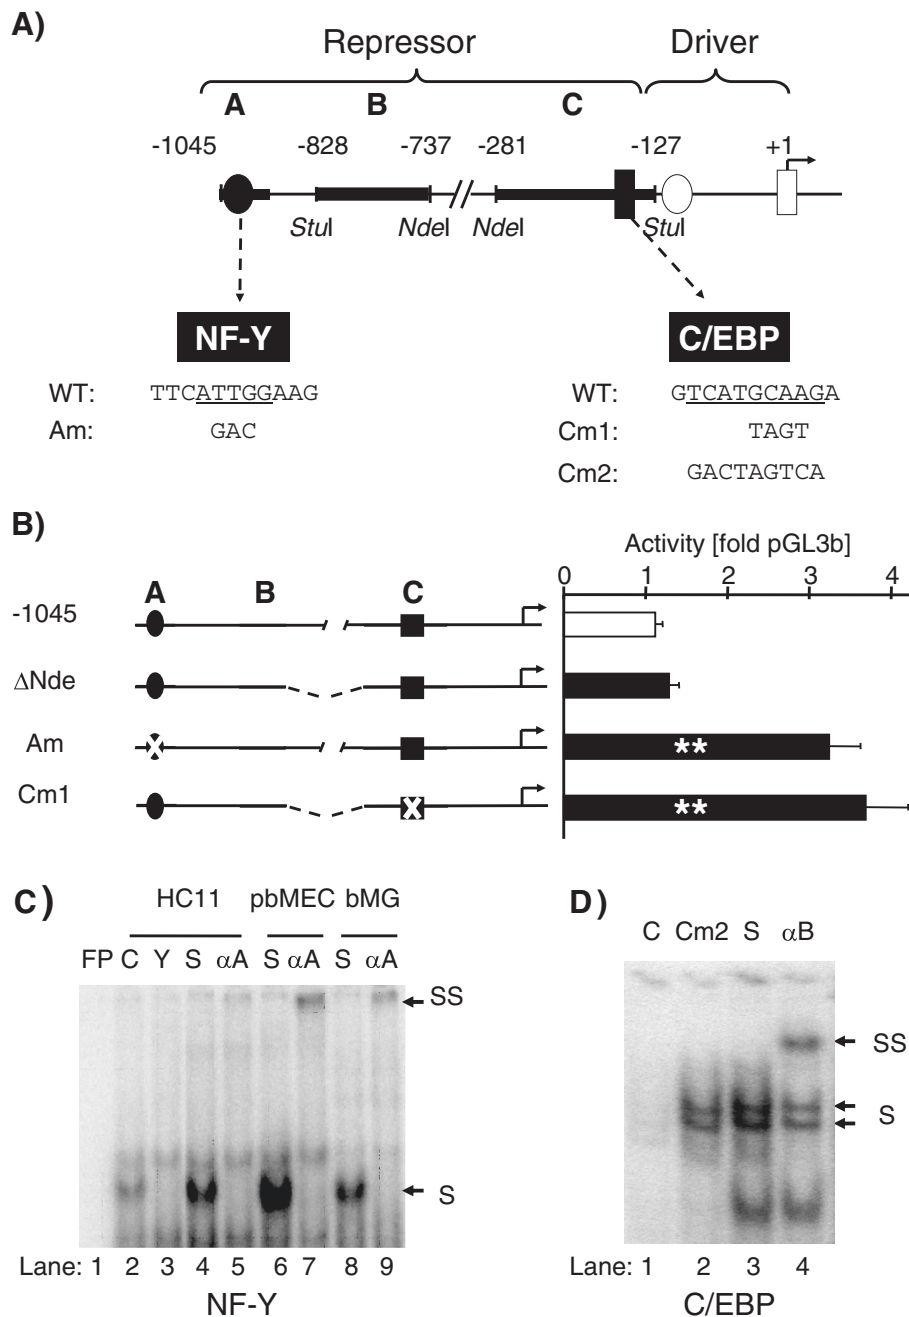 A)
Repressor Driver
A B C
-1045 -828 -737 -281 -127 +1
StuI NdeI NdeI StuI
NF-Y C/EBP
WT: TTCATTGGAAG WT: GTCATGCAAGA
Am: GAC Cm1: TAGT
Cm2: GACTAGTCA
B)
Activity [fold pGL3b]
0 1 2 3 4
A B C
-1045
ΔNde
Am **
Cm1 **
C)
HC11 pbMEC bMG
FP C Y S αA S αA S αA
SS
S
Lane: 1 2 3 4 5 6 7 8 9
NF-Y
D)
C Cm2 S αB
SS
S
Lane: 1 2 3 4
C/EBP